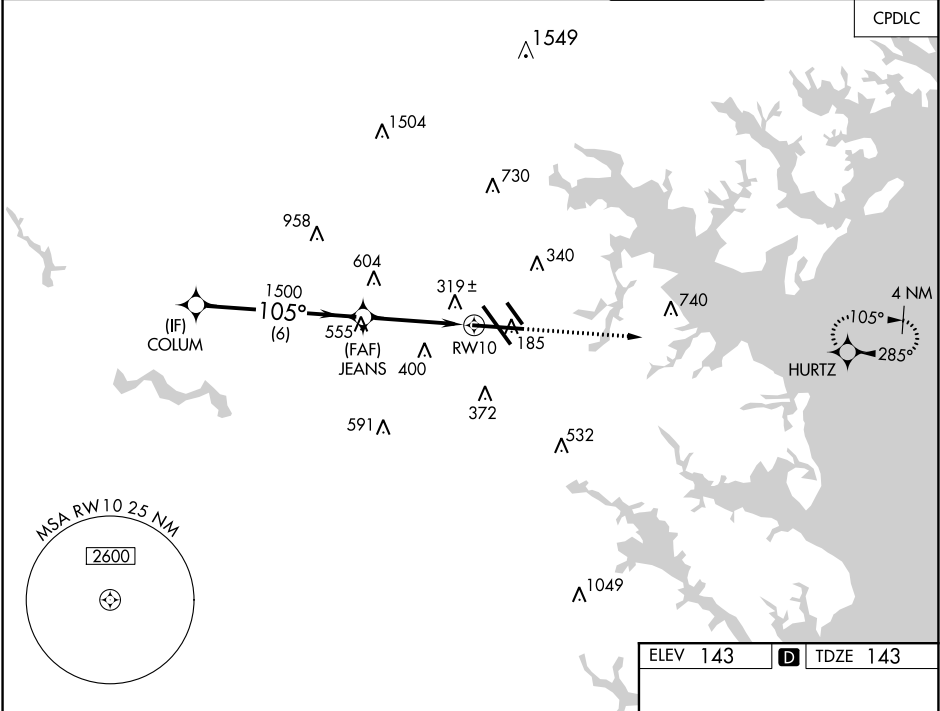 CPDLC
1549
1504
730
958
340
604
319±
1500
4 NM
740
105°
105°
(IF)
COLUM
(6)
555
(FAF)
JEANS
400
RW10
185
285°
HURTZ
372
591
532
MSA RW10 25 NM
2600
1049
ELEV 143 D TDZE 143